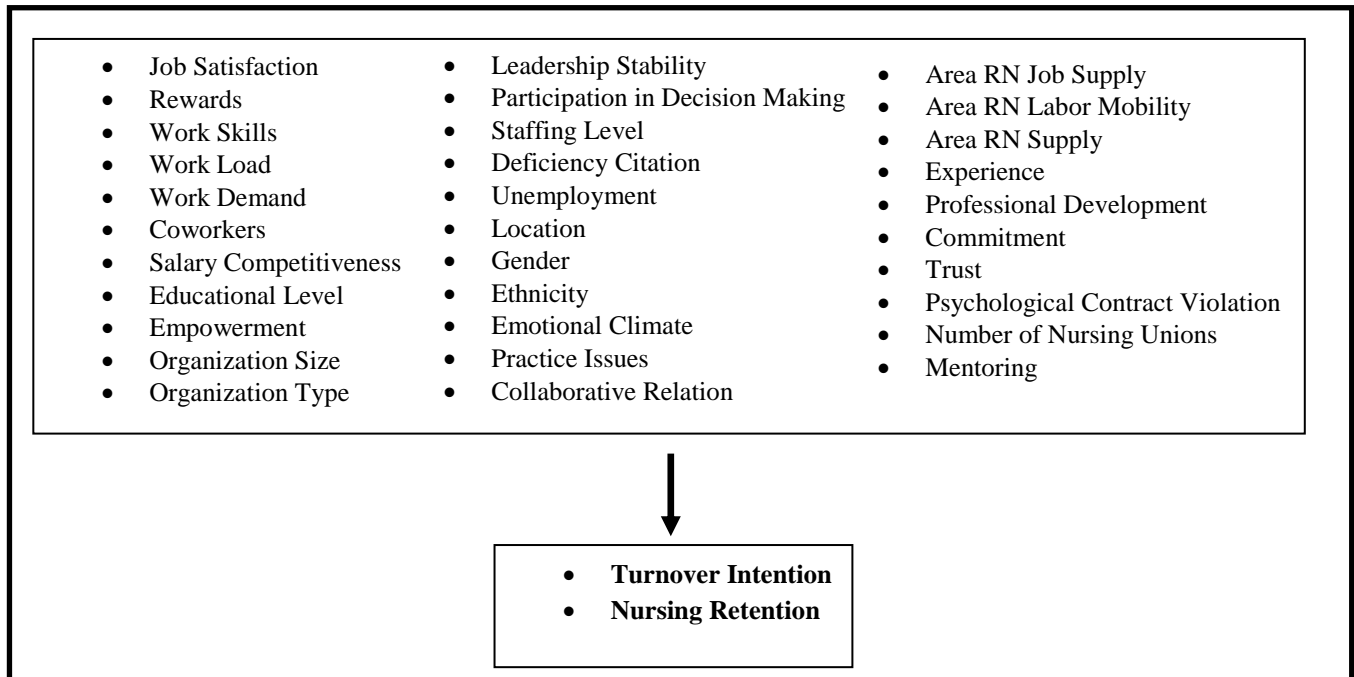 • Job Satisfaction
• Rewards
• Work Skills
• Work Load
• Work Demand
• Coworkers
• Salary Competitiveness
• Educational Level
• Empowerment
• Organization Size
• Organization Type
• Leadership Stability
• Participation in Decision Making
• Staffing Level
• Deficiency Citation
• Unemployment
• Location
• Gender
• Ethnicity
• Emotional Climate
• Practice Issues
• Collaborative Relation
• Area RN Job Supply
• Area RN Labor Mobility
• Area RN Supply
• Experience
• Professional Development
• Commitment
• Trust
• Psychological Contract Violation
• Number of Nursing Unions
• Mentoring
• Turnover Intention
• Nursing Retention